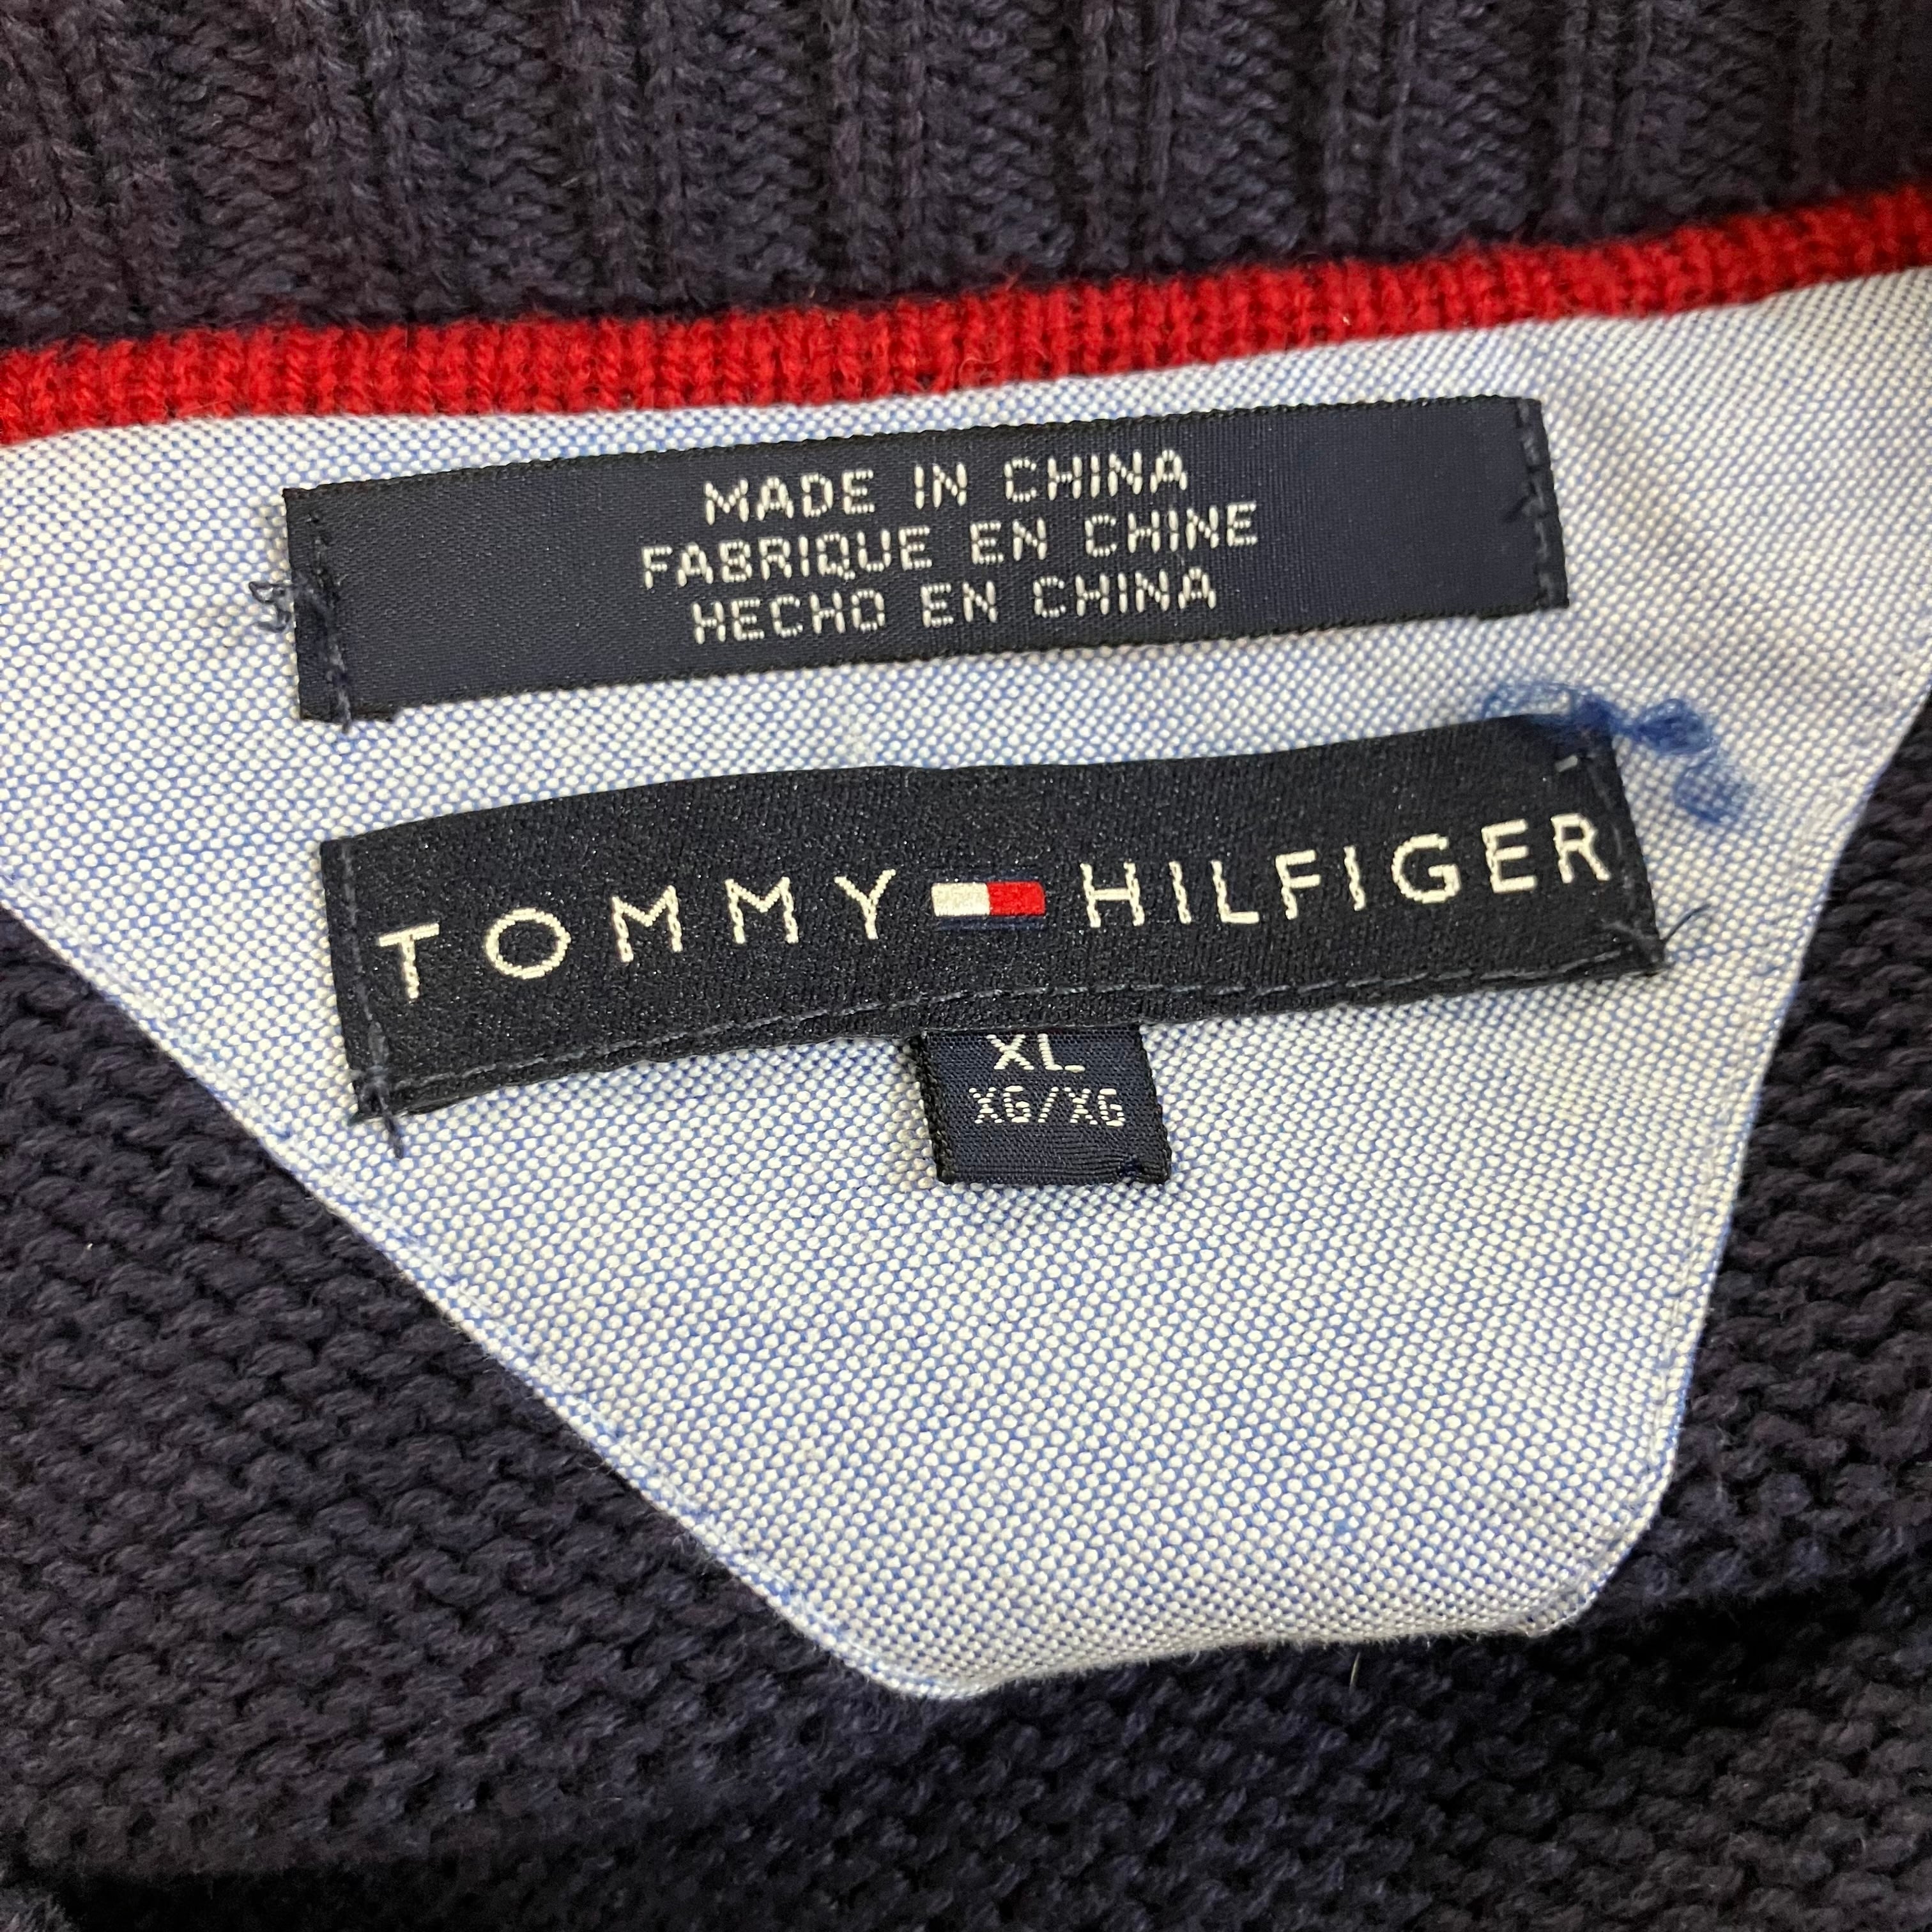 MADE IN CHINA
FABRIQUE EN CHINE
HECHO EN CHINA
TOMMY HILFIGER
XL
XG/XG